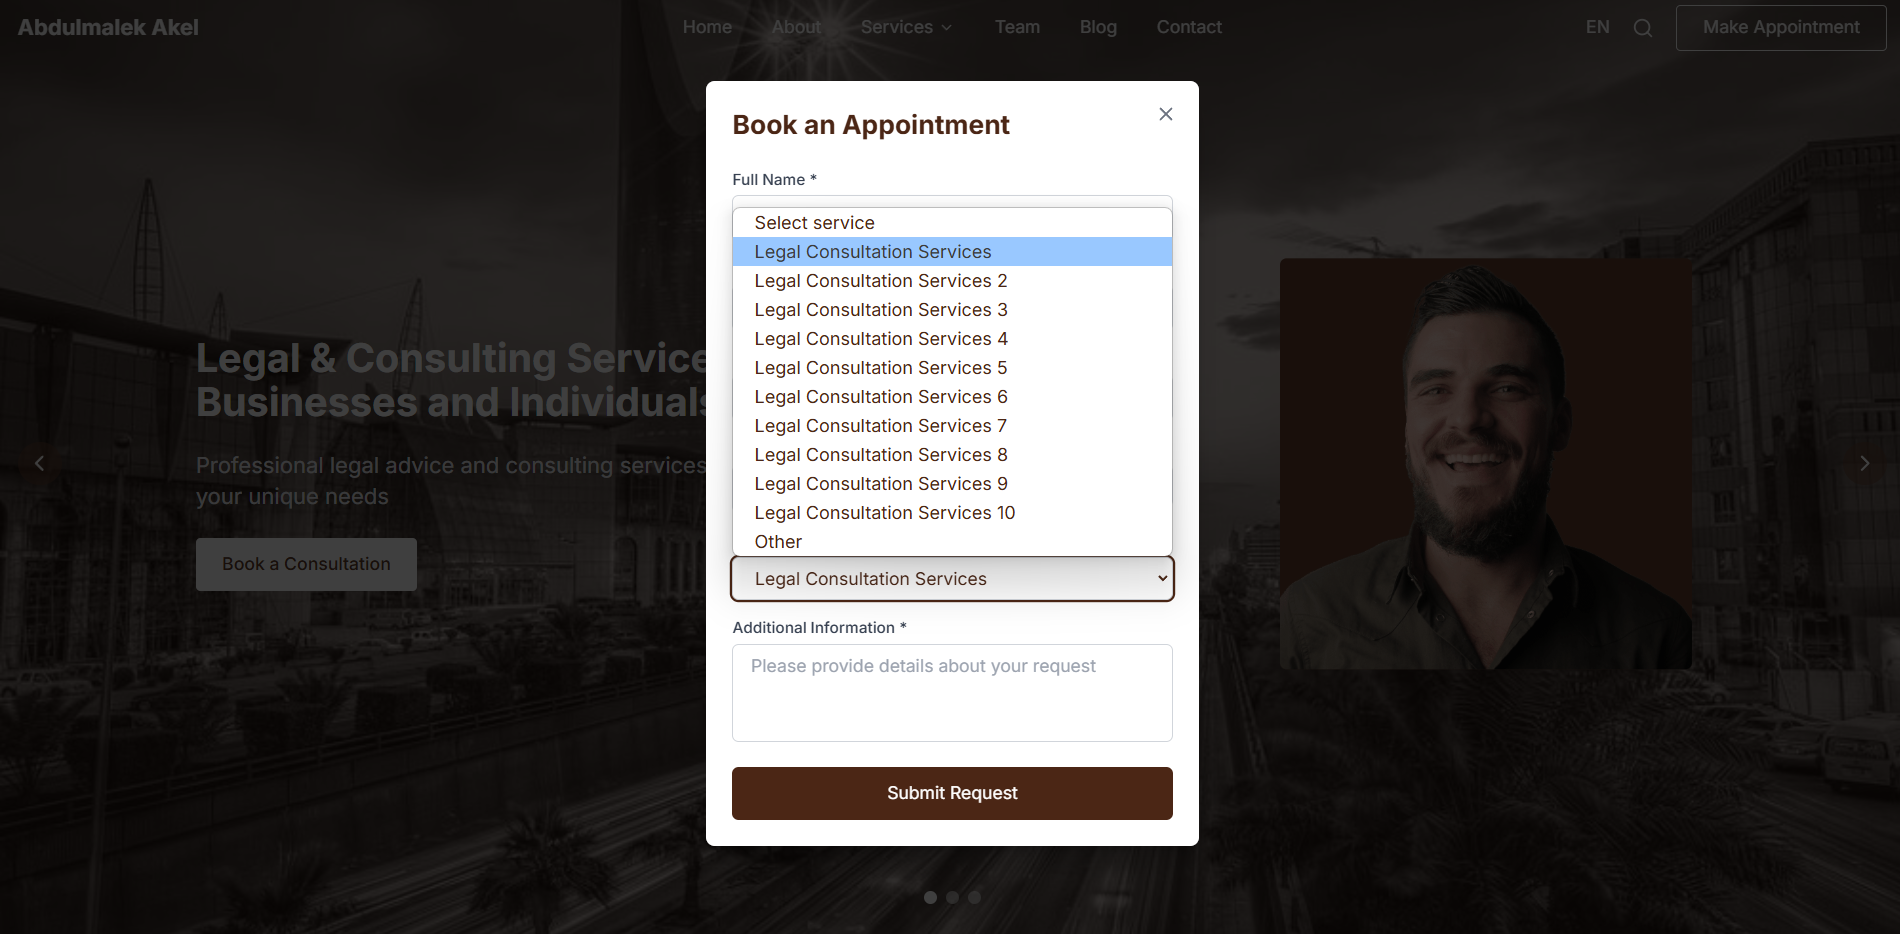 Abdulmalek Akel
Home
About
Services
Team
Blog
Contact
EN
Make Appointment
Legal & Consulting Service
Businesses and Individuals
Professional legal advice and consulting services
your unique needs
Book a Consultation
Book an Appointment
Full Name *
Select service
Legal Consultation Services
Legal Consultation Services 2
Legal Consultation Services 3
Legal Consultation Services 4
Legal Consultation Services 5
Legal Consultation Services 6
Legal Consultation Services 7
Legal Consultation Services 8
Legal Consultation Services 9
Legal Consultation Services 10
Other
Legal Consultation Services
Additional Information *
Please provide details about your request
Submit Request